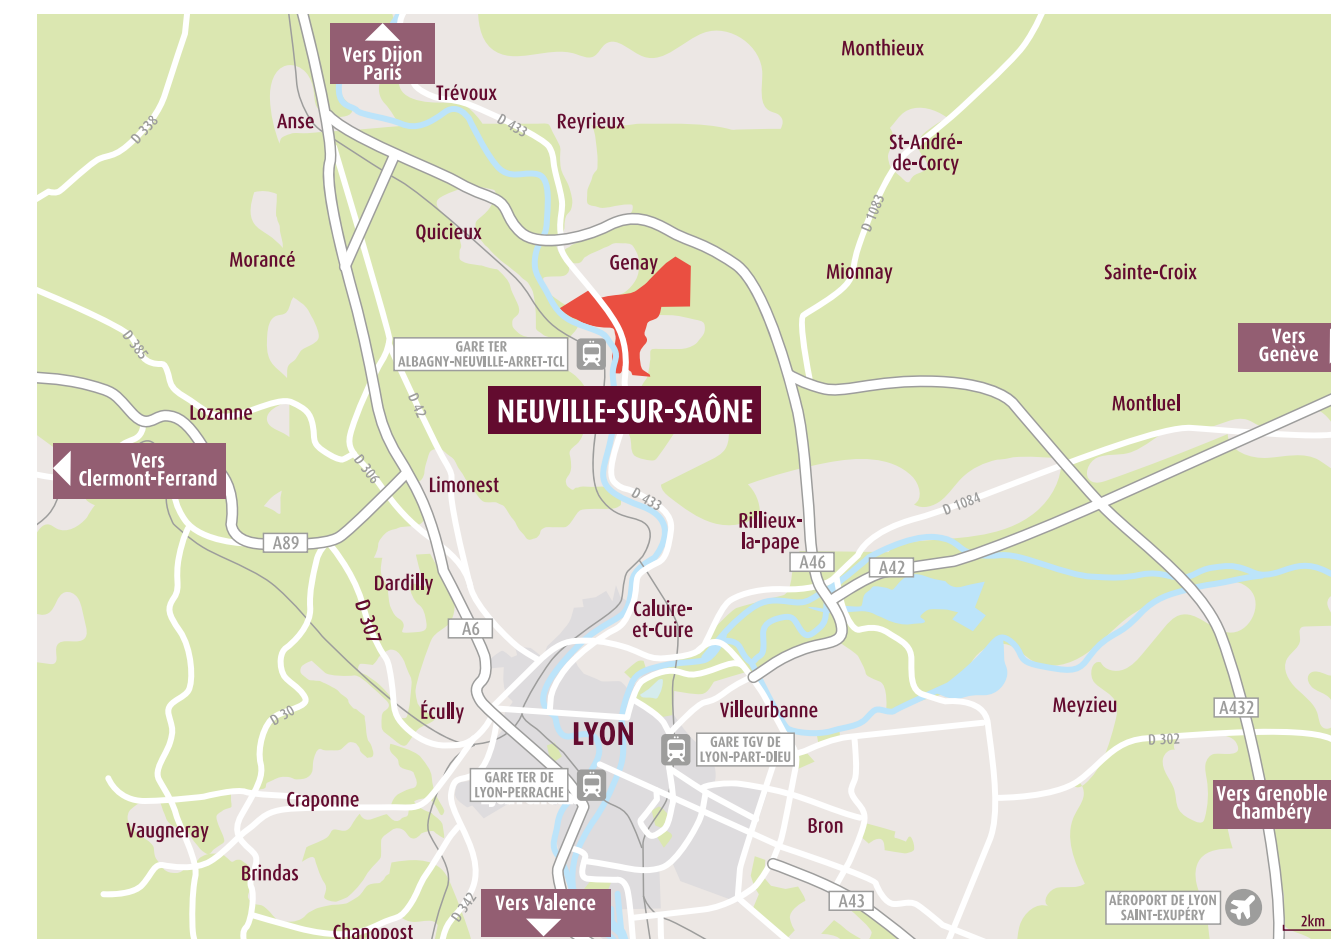 Vers Dijon
Paris
Monthieux
Trévoux
Anse
D 433
Reyrieux
D 338
St-André-
de-Corcy
D 1083
Quicieux
Morancé
Genay
Mionnay
Sainte-Croix
D 385
GARE TER
ALBAGNY-NEUVILLE-ARRET-TCL
Vers
Genève
NEUVILLE-SUR-SAÔNE
D 42
Lozanne
Montluel
Vers
Clermont-Ferrand
D 306
Limonest
D 433
D 1084
Rillieux-
la-pape
A89
A46
A42
Dardilly
D 307
A6
Caluire-
et-Cuire
Écully
D 30
Villeurbanne
Meyzieu
A432
LYON
GARE TGV DE
LYON-PART-DIEU
D 302
GARE TER DE
LYON-PERRACHE
Craponne
Vers Grenoble
Chambéry
Vaugneray
Bron
Brindas
D 342
Vers Valence
A43
AÉROPORT DE LYON
SAINT-EXUPÉRY
2km
Chanopost